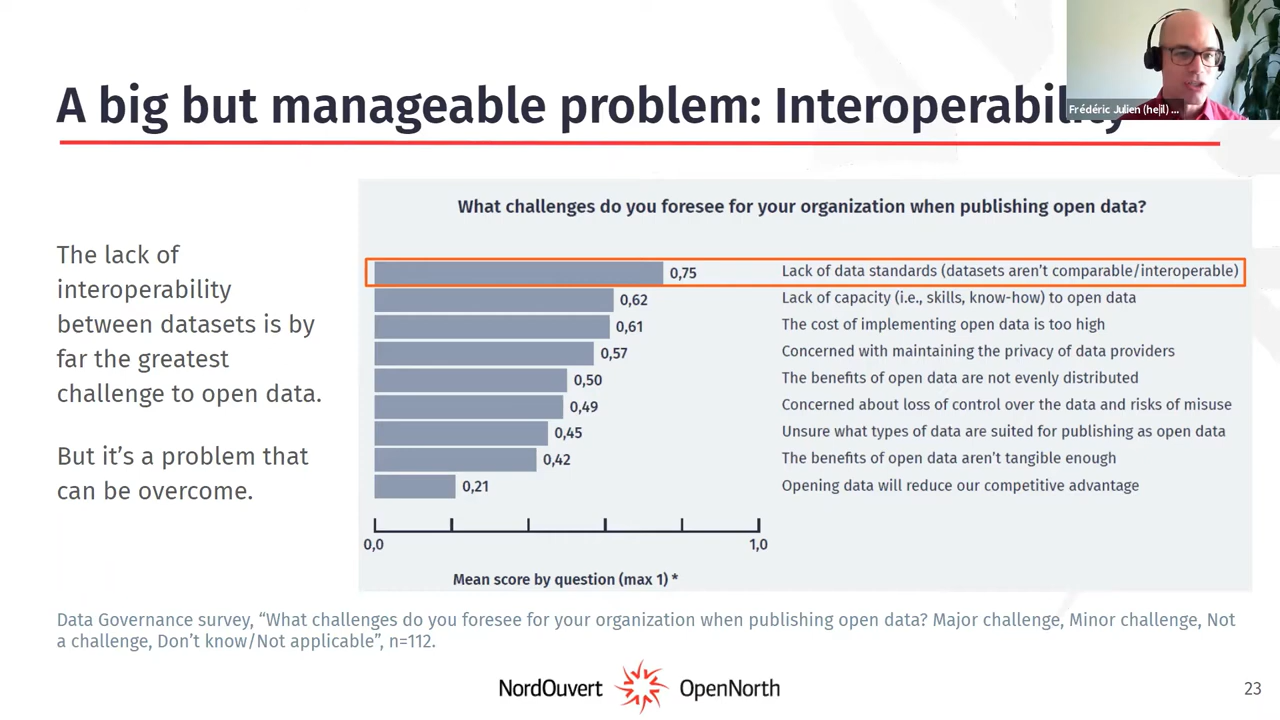 A big but manageable problem: Interoperability
Frédéric Julien (he|il) ...
What challenges do you foresee for your organization when publishing open data?
The lack of
interoperability
between datasets is by
far the greatest
challenge to open data.
But it's a problem that
can be overcome.
0,75 Lack of data standards (datasets aren't comparable/interoperable)
0,62 Lack of capacity (i.e., skills, know-how) to open data
0,61 The cost of implementing open data is too high
0,57 Concerned with maintaining the privacy of data providers
0,50 The benefits of open data are not evenly distributed
0,49 Concerned about loss of control over the data and risks of misuse
0,45 Unsure what types of data are suited for publishing as open data
0,42 The benefits of open data aren't tangible enough
0,21 Opening data will reduce our competitive advantage
0,0 1,0
Mean score by question (max 1) *
Data Governance survey, “What challenges do you foresee for your organization when publishing open data? Major challenge, Minor challenge, Not
a challenge, Don't know/Not applicable”, n=112.
NordOuvert OpenNorth
23